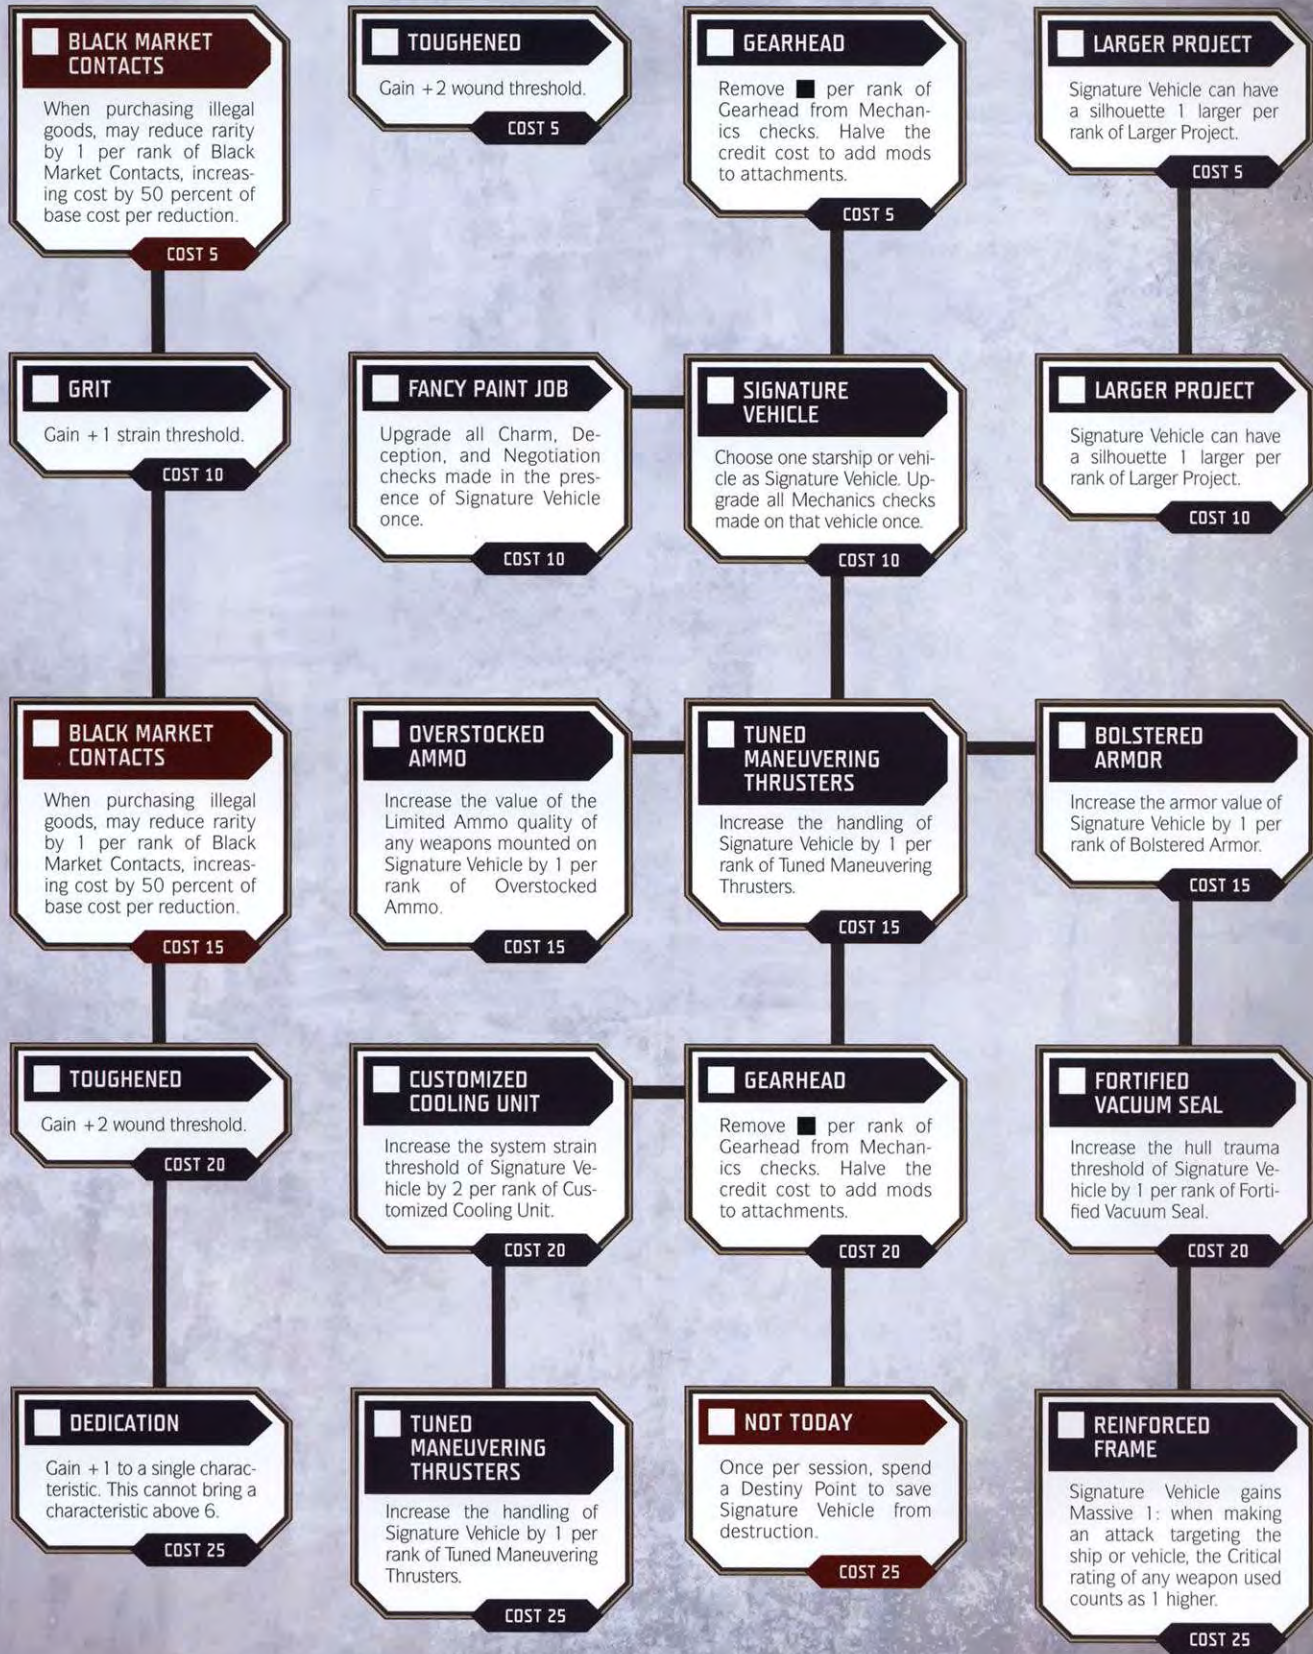 BLACK MARKET
CONTACTS
When purchasing illegal
goods, may reduce rarity
by 1 per rank of Black
Market Contacts, increas-
ing cost by 50 percent of
base cost per reduction.
COST 5
TOUGHENED
Gain +2 wound threshold.
COST 5
GEARHEAD
Remove ■ per rank of
Gearhead from Mechan-
ics checks. Halve the
credit cost to add mods
to attachments.
COST 5
LARGER PROJECT
Signature Vehicle can have
a silhouette 1 larger per
rank of Larger Project.
COST 5
GRIT
Gain +1 strain threshold.
COST 10
FANCY PAINT JOB
Upgrade all Charm, De-
ception, and Negotiation
checks made in the pres-
ence of Signature Vehicle
once.
COST 10
SIGNATURE
VEHICLE
Choose one starship or vehi-
cle as Signature Vehicle. Up-
grade all Mechanics checks
made on that vehicle once.
COST 10
LARGER PROJECT
Signature Vehicle can have
a silhouette 1 larger per
rank of Larger Project.
COST 10
BLACK MARKET
CONTACTS
When purchasing illegal
goods, may reduce rarity
by 1 per rank of Black
Market Contacts, increas-
ing cost by 50 percent of
base cost per reduction.
COST 15
OVERSTOCKED
AMMO
Increase the value of the
Limited Ammo quality of
any weapons mounted on
Signature Vehicle by 1 per
rank of Overstocked
Ammo.
COST 15
TUNED
MANEUVERING
THRUSTERS
Increase the handling of
Signature Vehicle by 1 per
rank of Tuned Maneuvering
Thrusters.
COST 15
BOLSTERED
ARMOR
Increase the armor value of
Signature Vehicle by 1 per
rank of Bolstered Armor.
COST 15
TOUGHENED
Gain +2 wound threshold.
COST 20
CUSTOMIZED
COOLING UNIT
Increase the system strain
threshold of Signature Ve-
hicle by 2 per rank of Cus-
tomized Cooling Unit.
COST 20
GEARHEAD
Remove ■ per rank of
Gearhead from Mechan-
ics checks. Halve the
credit cost to add mods
to attachments.
COST 20
FORTIFIED
VACUUM SEAL
Increase the hull trauma
threshold of Signature Ve-
hicle by 1 per rank of Forti-
fied Vacuum Seal.
COST 20
DEDICATION
Gain +1 to a single charac-
teristic. This cannot bring a
characteristic above 6.
COST 25
TUNED
MANEUVERING
THRUSTERS
Increase the handling of
Signature Vehicle by 1 per
rank of Tuned Maneuvering
Thrusters.
COST 25
NOT TODAY
Once per session, spend
a Destiny Point to save
Signature Vehicle from
destruction.
COST 25
REINFORCED
FRAME
Signature Vehicle gains
Massive 1: when making
an attack targeting the
ship or vehicle, the Critical
rating of any weapon used
counts as 1 higher.
COST 25